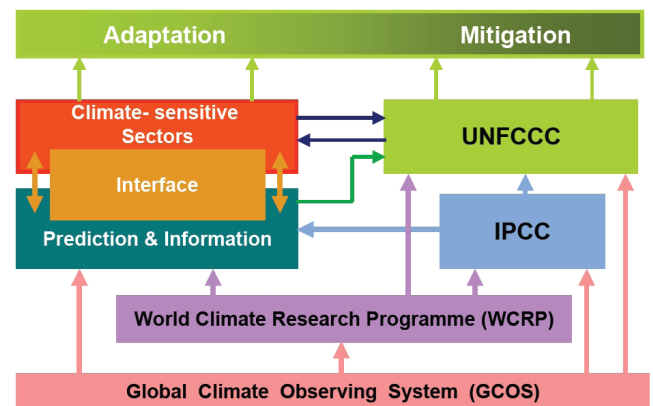 Adaptation Mitigation
Climate- sensitive
Sectors
UNFCCC
Interface
Prediction & Information
IPCC
World Climate Research Programme (WCRP)
Global Climate Observing System (GCOS)